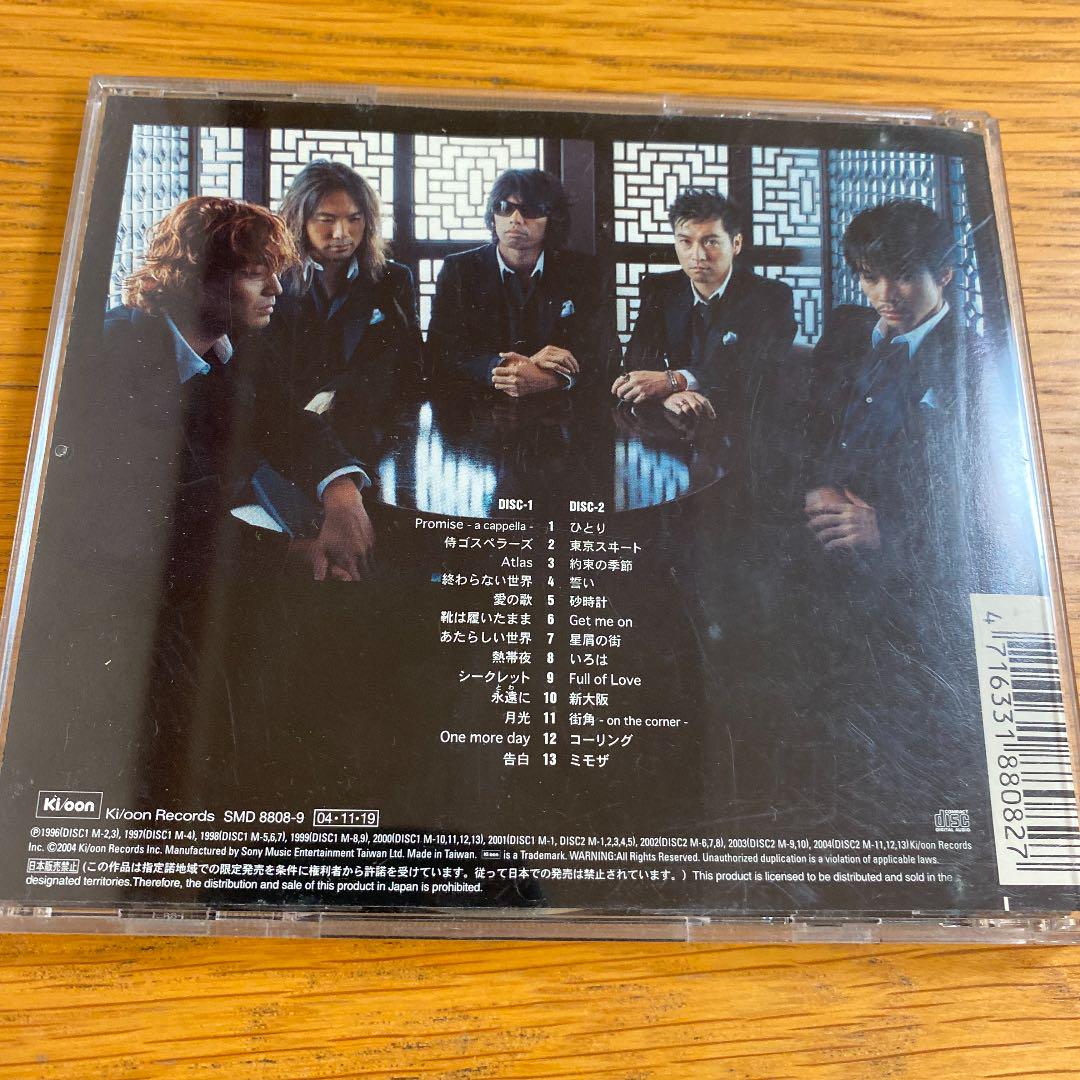 DISC-1 DISC-2
Promise - a cappella - 1 ひとり
侍ゴスペラーズ 2 東京スヰート
Atlas 3 約束の季節
終わらない世界 4 誓い
愛の歌 5 砂時計
靴は履いたまま 6 Get me on
あたらしい世界 7 星屑の街
熱帯夜 8 いろは
シークレット 9 Full of Love
とわ
永遠に 10 新大阪
月光 11 街角 - on the corner -
One more day 12 コーリング
告白 13 ミモザ
4 716331 880827
Ki/oon Ki/oon Records SMD 8808-9 04・11・19
COMPACT disc DIGITAL AUDIO
Ⓟ1996(DISC1 M-2,3), 1997(DISC1 M-4), 1998(DISC1 M-5,6,7), 1999(DISC1 M-8,9), 2000(DISC1 M-10,11,12,13), 2001(DISC1 M-1, DISC2 M-1,2,3,4,5), 2002(DISC2 M-6,7,8), 2003(DISC2 M-9,10), 2004(DISC2 M-11,12,13)Ki/oon Records
Inc. ©2004 Ki/oon Records Inc. Manufactured by Sony Music Entertainment Taiwan Ltd. Made in Taiwan. Ki/oon is a Trademark. WARNING:All Rights Reserved. Unauthorized duplication is a violation of applicable laws.
日本販売禁止 (この作品は指定諸地域での限定発売を条件に権利者から許諾を受けています。従って日本での発売は禁止されています。) This product is licensed to be distributed and sold in the
designated territories.Therefore, the distribution and sale of this product in Japan is prohibited.